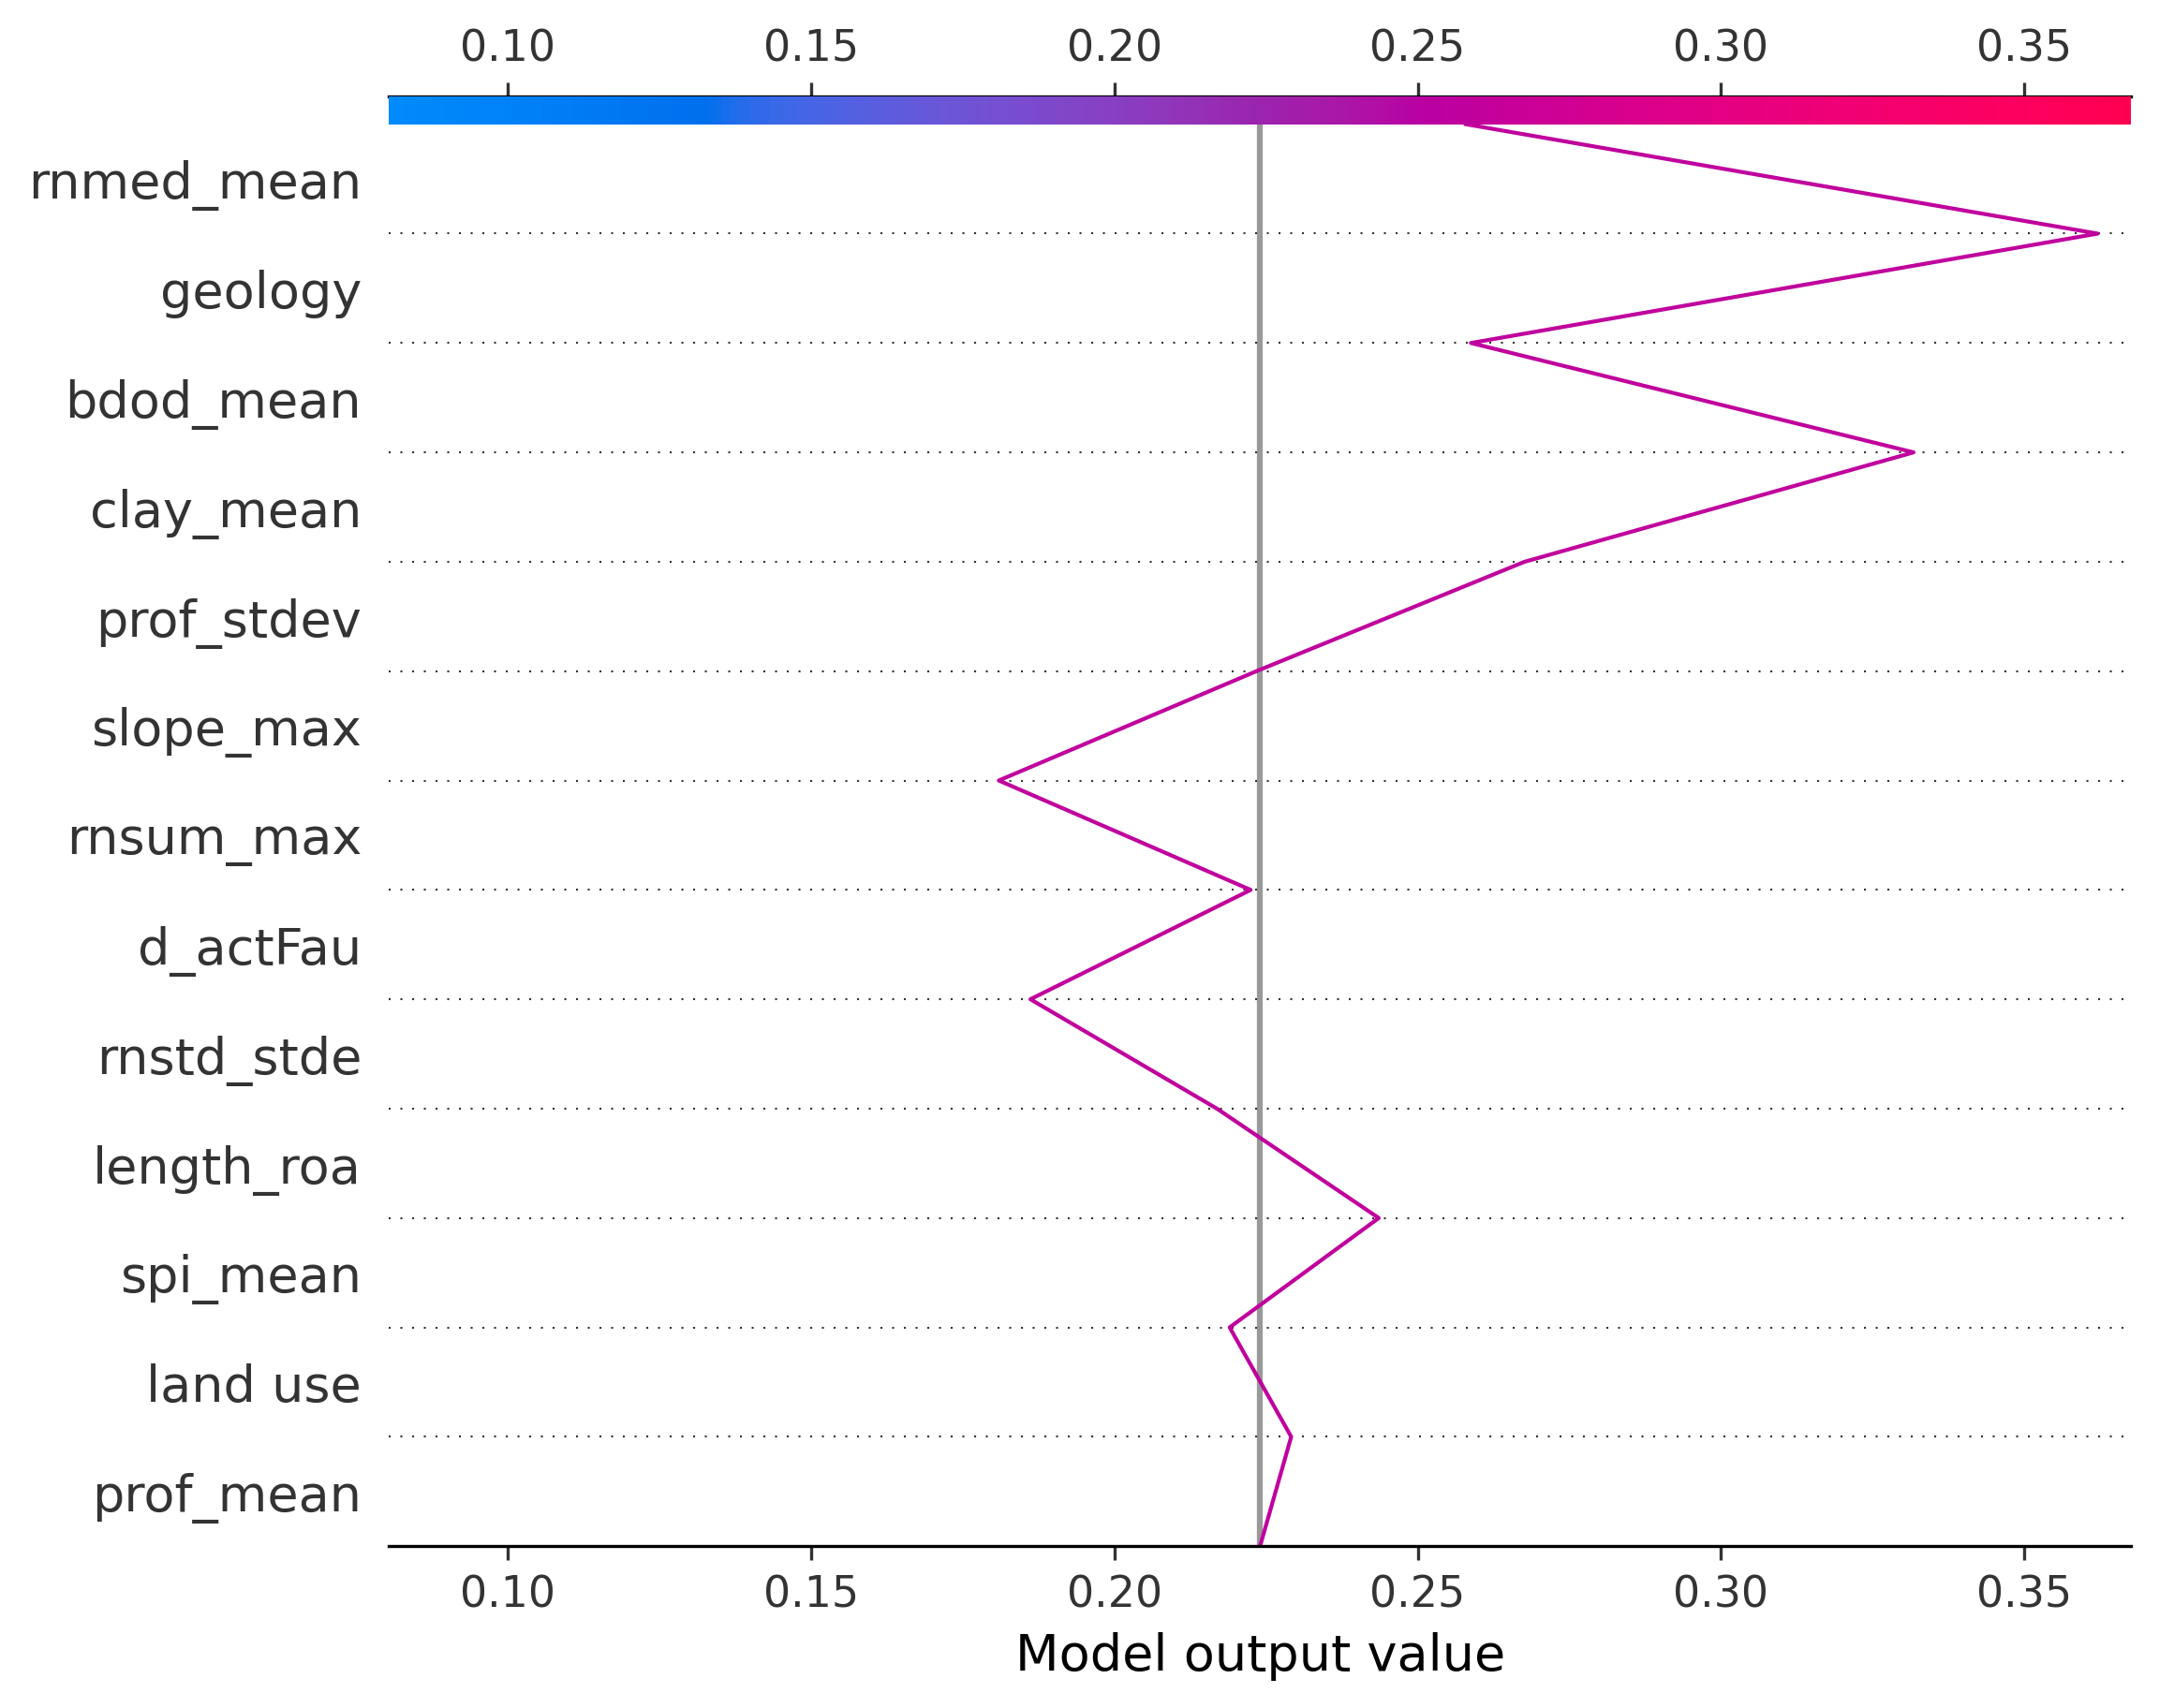 0.10 0.15 0.20 0.25 0.30 0.35
rnmed_mean
geology
bdod_mean
clay_mean
prof_stdev
slope_max
rnsum_max
d_actFau
rnstd_stde
length_roa
spi_mean
land use
prof_mean
0.10 0.15 0.20 0.25 0.30 0.35
Model output value